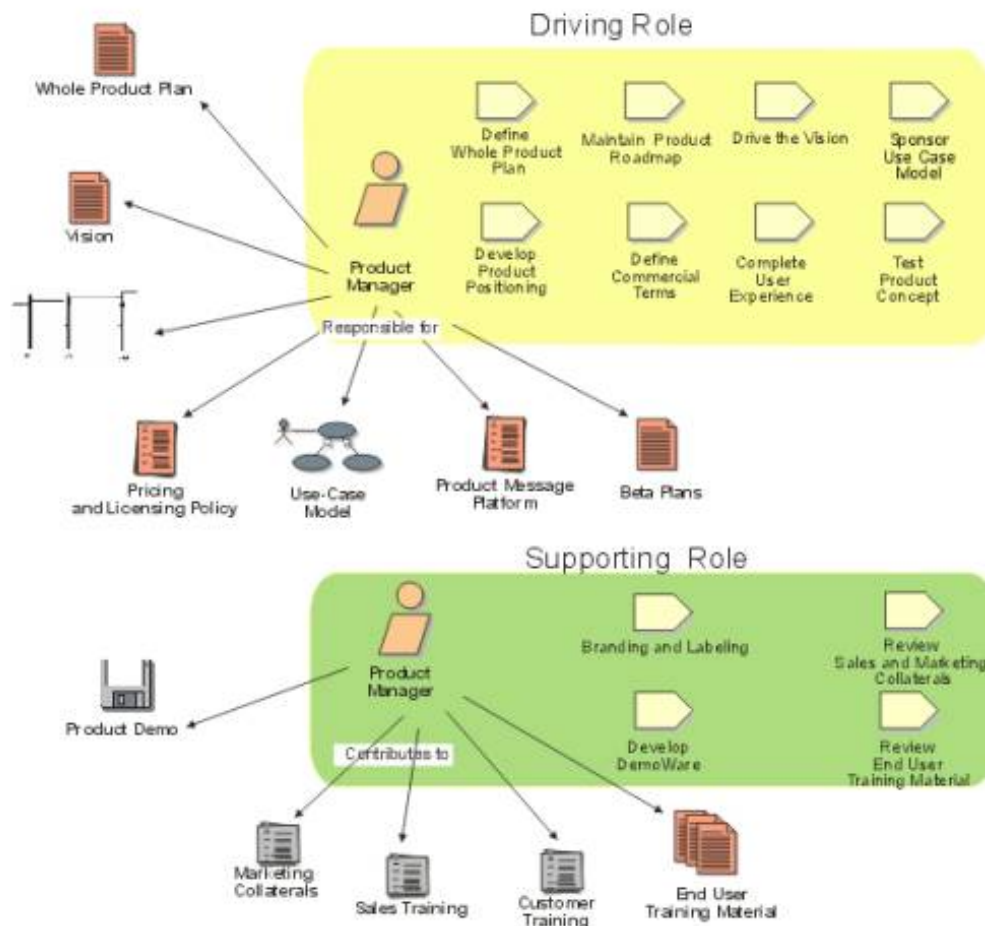 Driving Role
Whole Product Plan
Define
Whole Product
Plan
Maintain Product
Roadmap
Drive the Vision
Sponsor
Use Case
Model
Vision
Product
Manager
Develop
Product
Positioning
Define
Commercial
Terms
Complete
User
Experience
Test
Product
Concept
Responsible for
Pricing
and Licensing Policy
Use-Case
Model
Product Message
Platform
Beta Plans
Supporting Role
Product
Manager
Branding and Labeling
Review
Sales and Marketing
Collaterals
Product Demo
Contributes to
Develop
DemoWare
Review
End User
Training Material
Marketing
Collaterals
Sales Training
Customer
Training
End User
Training Material